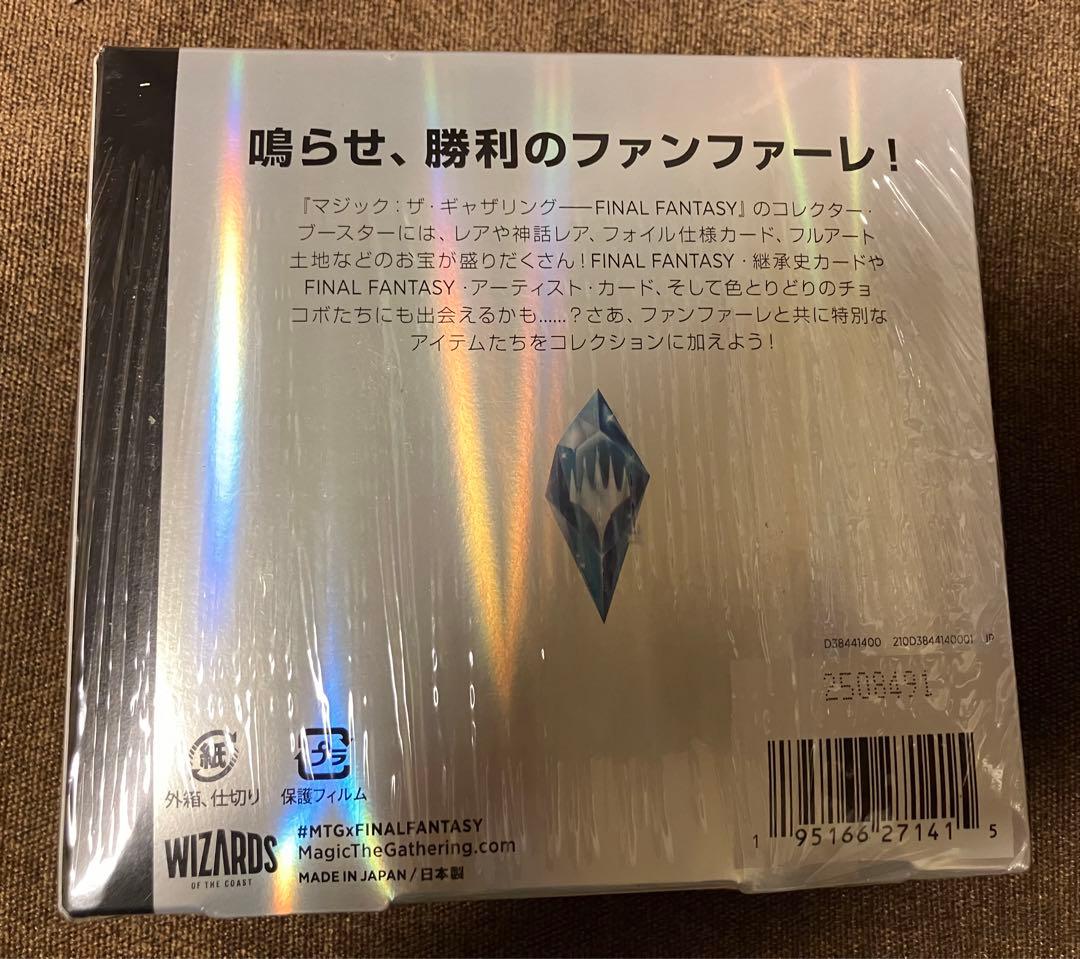 鳴らせ、勝利のファンファーレ!
『マジック:ザ・ギャザリング――FINAL FANTASY』のコレクター・
ブースターには、レアや神話レア、フォイル仕様カード、フルアート
土地などのお宝が盛りだくさん!FINAL FANTASY・継承史カードや
FINAL FANTASY・アーティスト・カード、そして色とりどりのチョ
コボたちにも出会えるかも……?さあ、ファンファーレと共に特別な
アイテムたちをコレクションに加えよう!
D38441400 210D3844140001 JP
2508491
紙
外箱、仕切り
プラ
保護フィルム
WIZARDS
OF THE COAST
#MTGxFINALFANTASY
MagicTheGathering.com
MADE IN JAPAN / 日本製
1 95166 27141 5